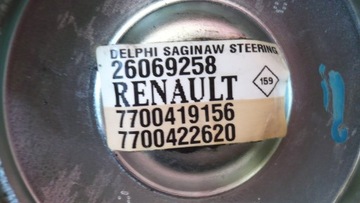 DELPHI SAGINAW STEERING
26069258
RENAULT
159
7700419156
7700422620